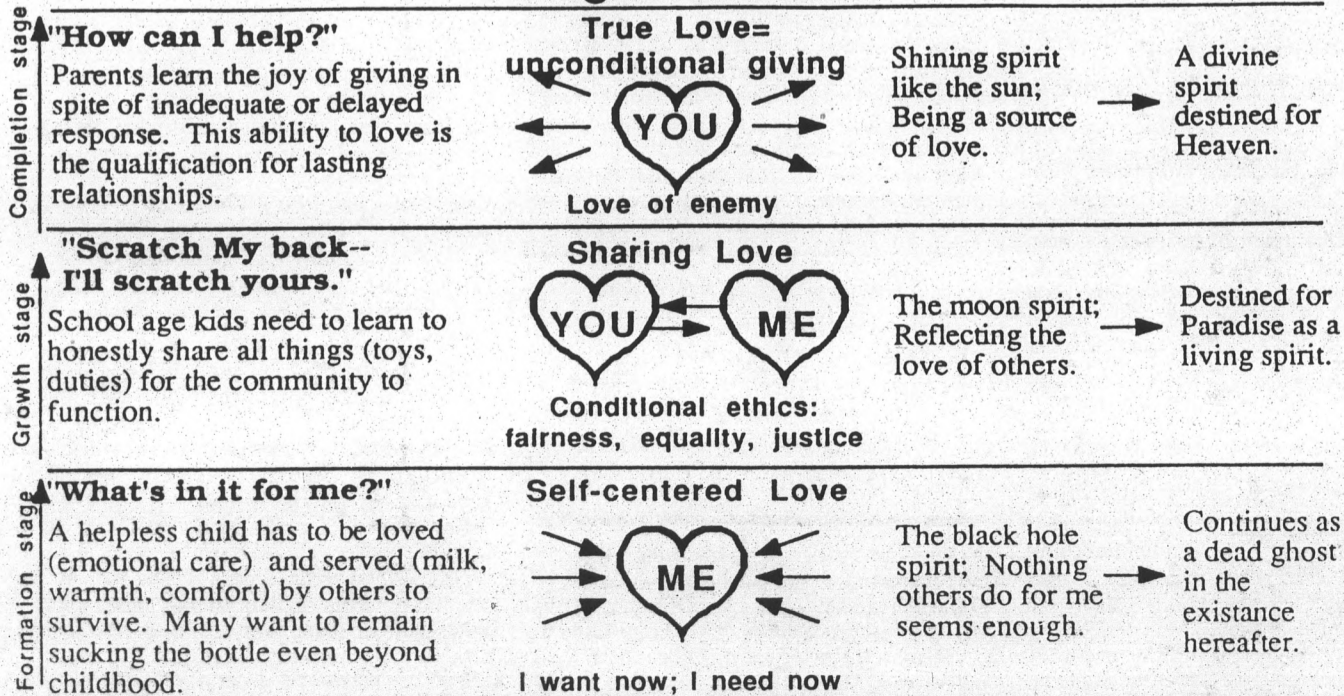 "How can I help?"
Parents learn the joy of giving in
spite of inadequate or delayed
response. This ability to love is
the qualification for lasting
relationships.
Completion stage
True Love=
unconditional giving
YOU
Love of enemy
Shining spirit
like the sun;
Being a source
of love.
A divine
spirit
destined for
Heaven.
"Scratch My back--
I'll scratch yours."
School age kids need to learn to
honestly share all things (toys,
duties) for the community to
function.
Growth stage
Sharing Love
YOU
ME
Conditional ethics:
fairness, equality, justice
The moon spirit;
Reflecting the
love of others.
Destined for
Paradise as a
living spirit.
"What's in it for me?"
A helpless child has to be loved
(emotional care) and served (milk,
warmth, comfort) by others to
survive. Many want to remain
sucking the bottle even beyond
childhood.
Formation stage
Self-centered Love
ME
I want now; I need now
The black hole
spirit; Nothing
others do for me
seems enough.
Continues as
a dead ghost
in the
existance
hereafter.